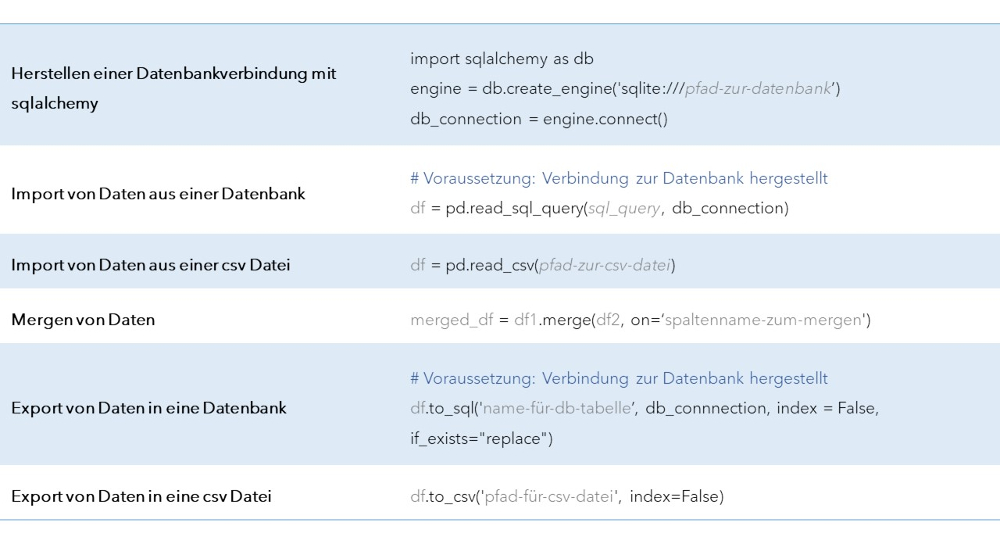 Herstellen einer Datenbankverbindung mit
sqlalchemy
import sqlalchemy as db
engine = db.create_engine('sqlite:///pfad-zur-datenbank’)
db_connection = engine.connect()
Import von Daten aus einer Datenbank
# Voraussetzung: Verbindung zur Datenbank hergestellt
df = pd.read_sql_query(sql_query, db_connection)
Import von Daten aus einer csv Datei
df = pd.read_csv(pfad-zur-csv-datei)
Mergen von Daten
merged_df = df1.merge(df2, on=‘spaltenname-zum-mergen')
Export von Daten in eine Datenbank
# Voraussetzung: Verbindung zur Datenbank hergestellt
df.to_sql('name-für-db-tabelle’, db_connnection, index = False,
if_exists="replace")
Export von Daten in eine csv Datei
df.to_csv('pfad-für-csv-datei', index=False)